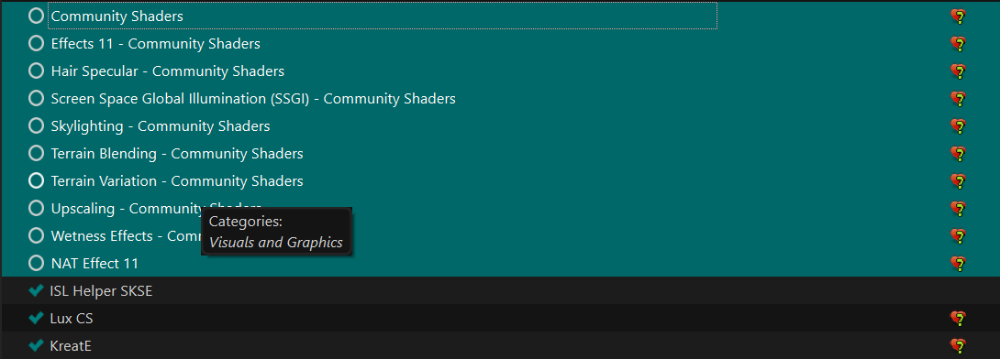 Community Shaders
Effects 11 - Community Shaders
Hair Specular - Community Shaders
Screen Space Global Illumination (SSGI) - Community Shaders
Skylighting - Community Shaders
Terrain Blending - Community Shaders
Terrain Variation - Community Shaders
Upscaling - Community Shaders
Categories:
Visuals and Graphics
Wetness Effects -
NAT Effect 11
ISL Helper SKSE
Lux CS
KreatE